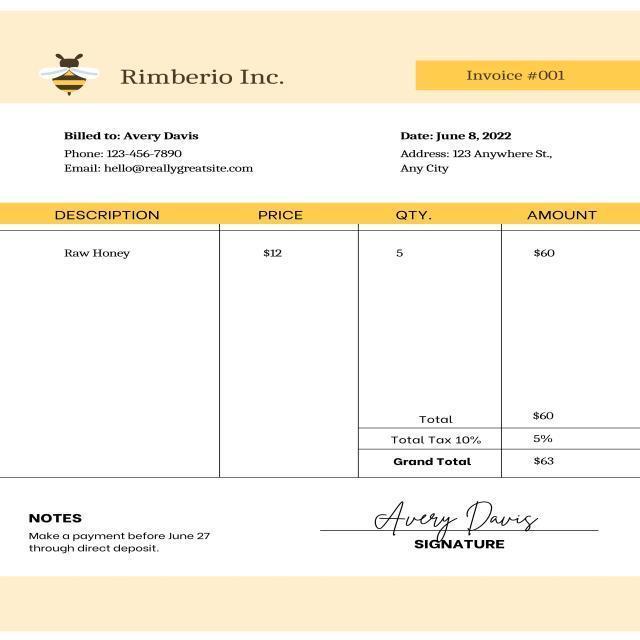 Rimberio Inc.
Invoice #001
Billed to: Avery Davis
Phone: 123-456-7890
Email: hello@reallygreatsite.com
Date: June 8, 2022
Address: 123 Anywhere St.,
Any City
DESCRIPTION PRICE QTY. AMOUNT
Raw Honey $12 5 $60
Total $60
Total Tax 10% 5%
Grand Total $63
NOTES
Make a payment before June 27
through direct deposit.
Avery Davis
SIGNATURE